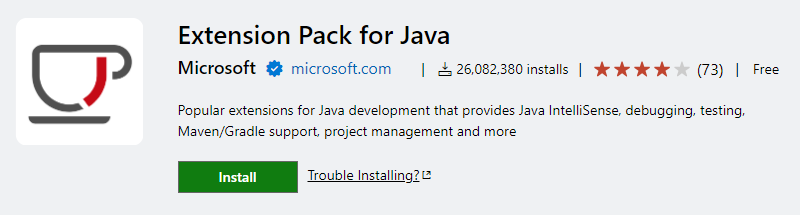 Extension Pack for Java
Microsoft microsoft.com | 26,082,380 installs | (73) | Free
Popular extensions for Java development that provides Java IntelliSense, debugging, testing,
Maven/Gradle support, project management and more
Install Trouble Installing?